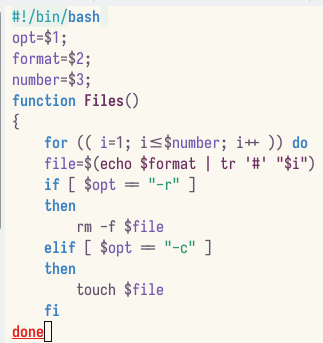 #!/bin/bash
opt=$1;
format=$2;
number=$3;
function Files()
{
    for (( i=1; i<=$number; i++ )) do
    file=$(echo $format | tr '#' "$i")
    if [ $opt == "-r" ]
    then
        rm -f $file
    elif [ $opt == "-c" ]
    then
        touch $file
    fi
done